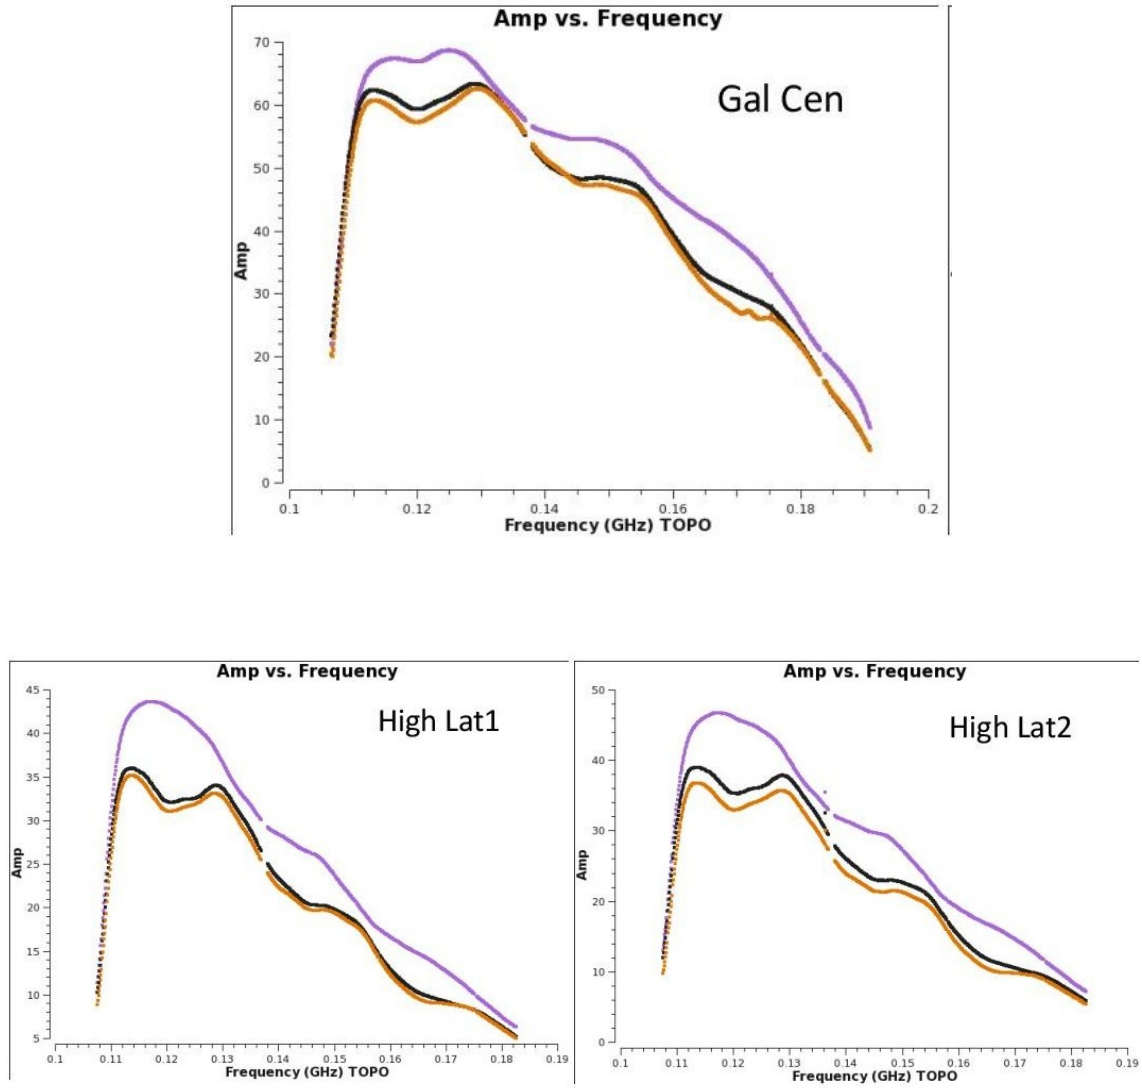 Amp vs. Frequency
Gal Cen
70
60
50
40
30
20
10
0
Amp
0.1 0.12 0.14 0.16 0.18 0.2
Frequency (GHz) TOPO
Amp vs. Frequency
High Lat1
45
40
35
30
25
20
15
10
5
Amp
0.1 0.11 0.12 0.13 0.14 0.15 0.16 0.17 0.18 0.19
Frequency (GHz) TOPO
Amp vs. Frequency
High Lat2
50
40
30
20
10
0
Amp
0.1 0.11 0.12 0.13 0.14 0.15 0.16 0.17 0.18 0.19
Frequency (GHz) TOPO